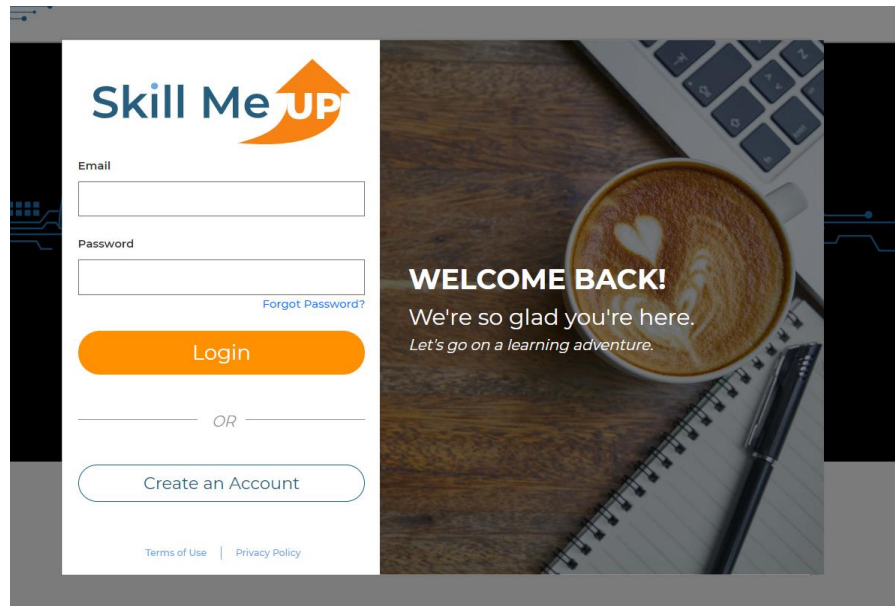 Skill Me UP
Email
Password
Forgot Password?
Login
OR
Create an Account
Terms of Use | Privacy Policy
WELCOME BACK!
We're so glad you're here.
Let's go on a learning adventure.